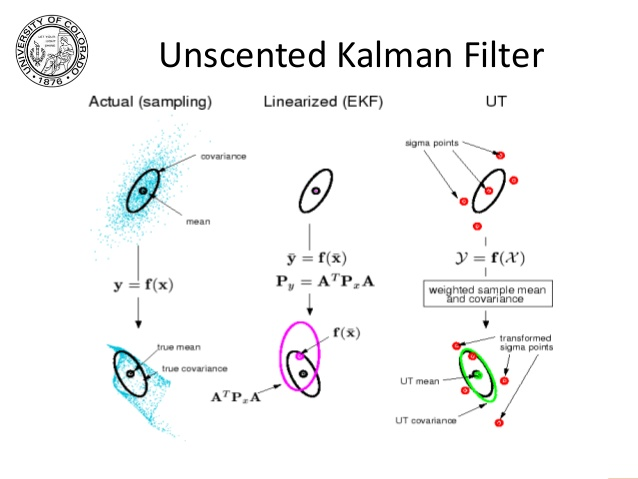 UNIVERSITY OF COLORADO
1876
Unscented Kalman Filter
Actual (sampling)
Linearized (EKF)
UT
covariance
mean
sigma points
y = f(x)
ȳ = f(x̄)
P_y = A^T P_x A
𝒴 = f(𝒳)
weighted sample mean
and covariance
true mean
true covariance
f(x̄)
A^T P_x A
transformed
sigma points
UT mean
UT covariance